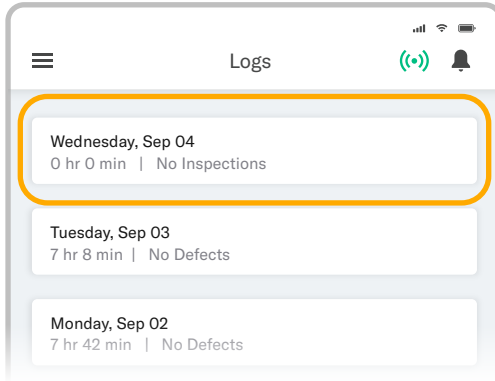 Logs
Wednesday, Sep 04
0 hr 0 min | No Inspections
Tuesday, Sep 03
7 hr 8 min | No Defects
Monday, Sep 02
7 hr 42 min | No Defects